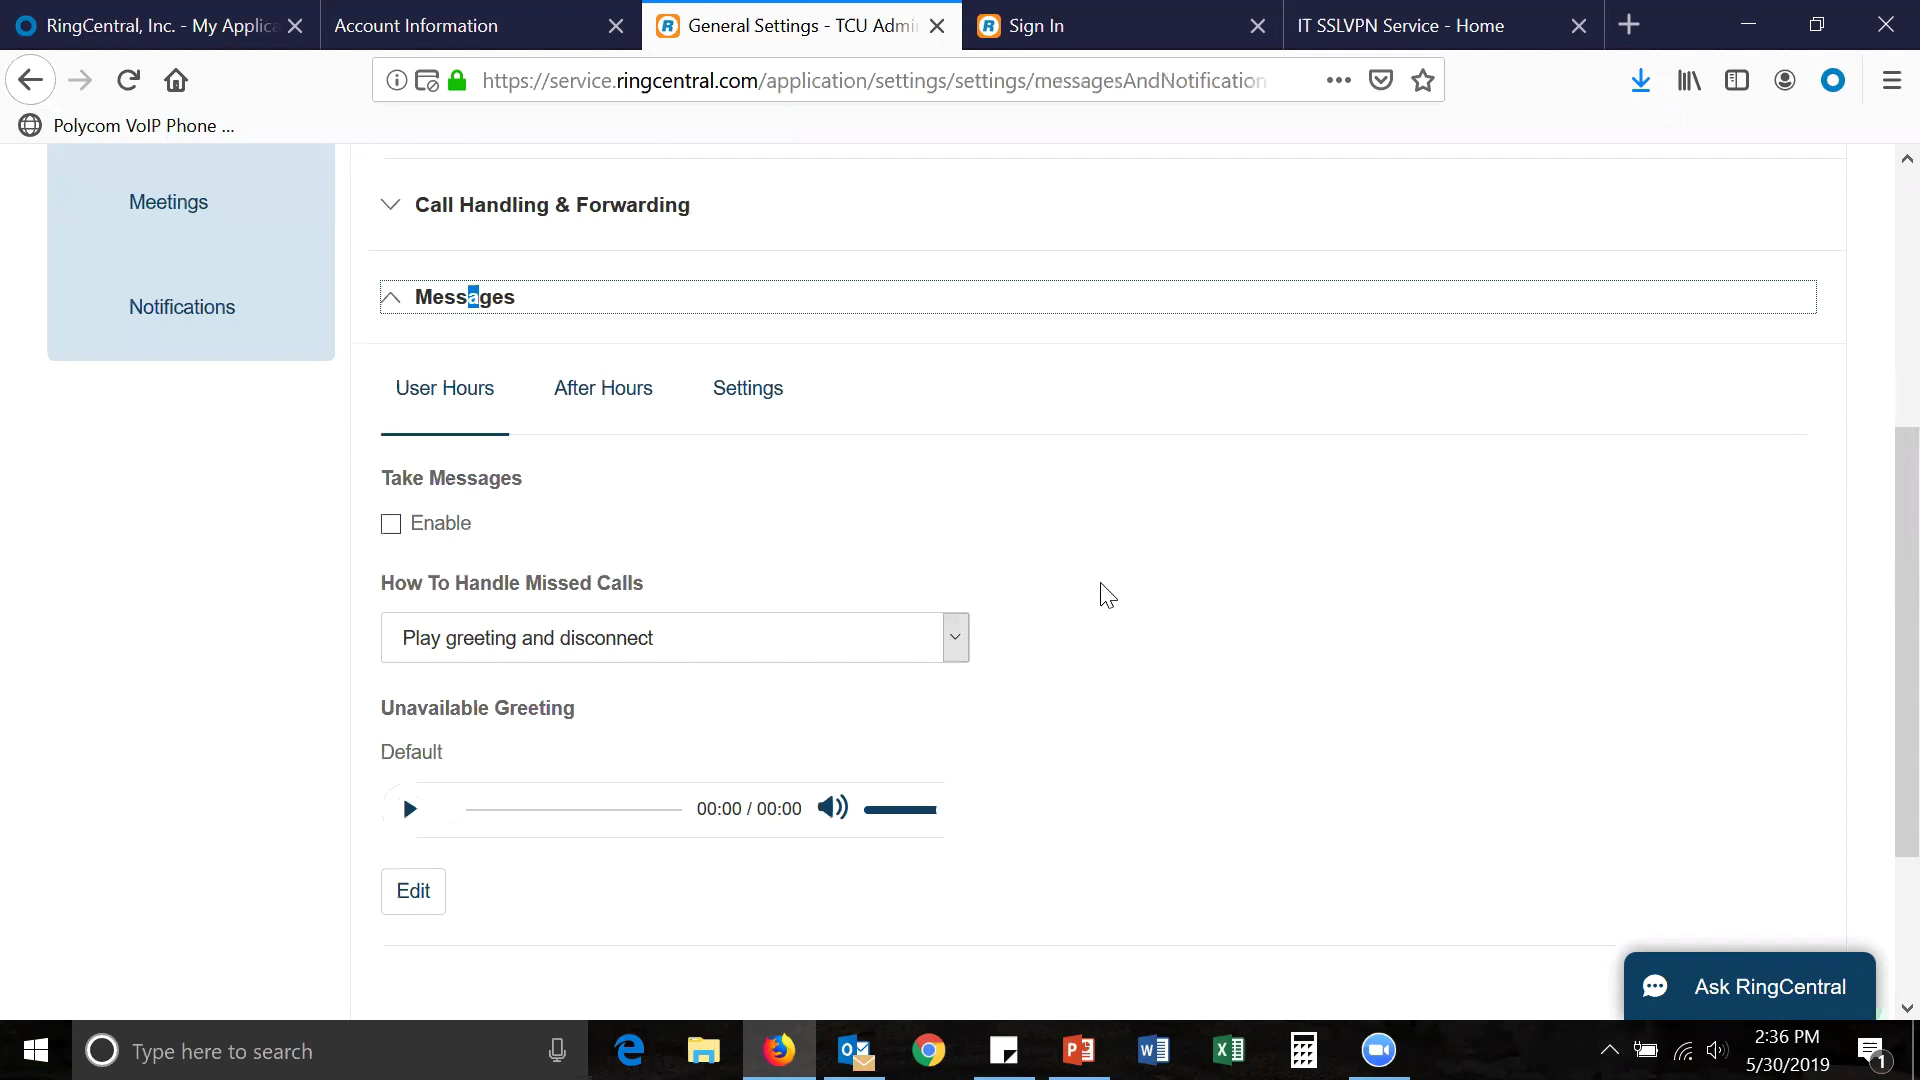 RingCentral, Inc. - My Applica
Account Information
General Settings - TCU Admi
Sign In
IT SSLVPN Service - Home
https://service.ringcentral.com/application/settings/settings/messagesAndNotification
Polycom VoIP Phone ...
Meetings
Notifications
Call Handling & Forwarding
Messages
User Hours
After Hours
Settings
Take Messages
Enable
How To Handle Missed Calls
Play greeting and disconnect
Unavailable Greeting
Default
00:00 / 00:00
Edit
Ask RingCentral
Type here to search
2:36 PM
5/30/2019
1